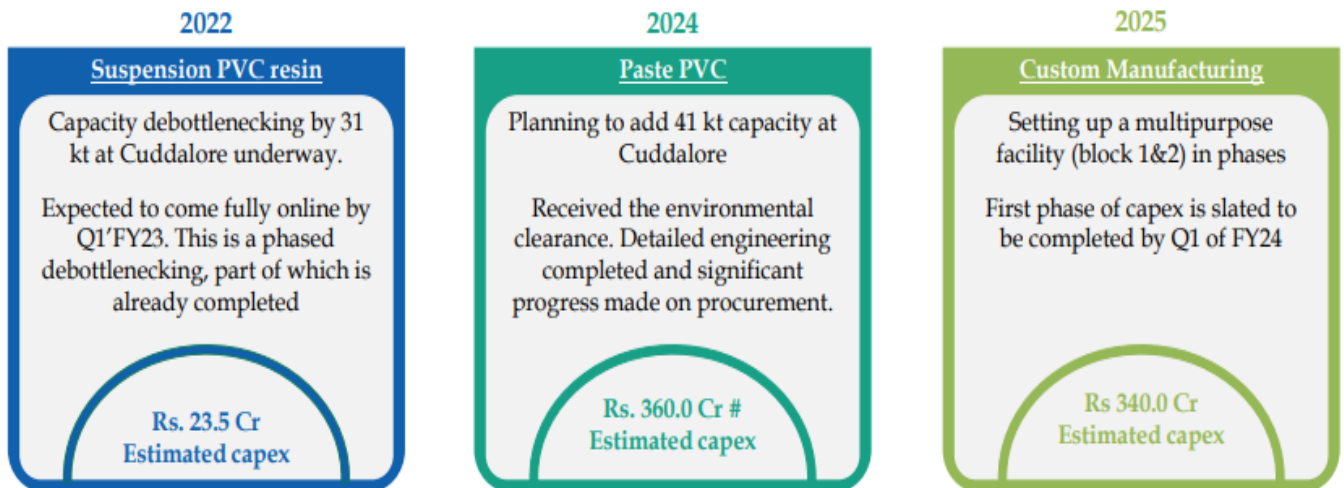 2022
Suspension PVC resin
Capacity debottlenecking by 31
kt at Cuddalore underway.
Expected to come fully online by
Q1'FY23. This is a phased
debottlenecking, part of which is
already completed
Rs. 23.5 Cr
Estimated capex
2024
Paste PVC
Planning to add 41 kt capacity at
Cuddalore
Received the environmental
clearance. Detailed engineering
completed and significant
progress made on procurement.
Rs. 360.0 Cr #
Estimated capex
2025
Custom Manufacturing
Setting up a multipurpose
facility (block 1&2) in phases
First phase of capex is slated to
be completed by Q1 of FY24
Rs 340.0 Cr
Estimated capex